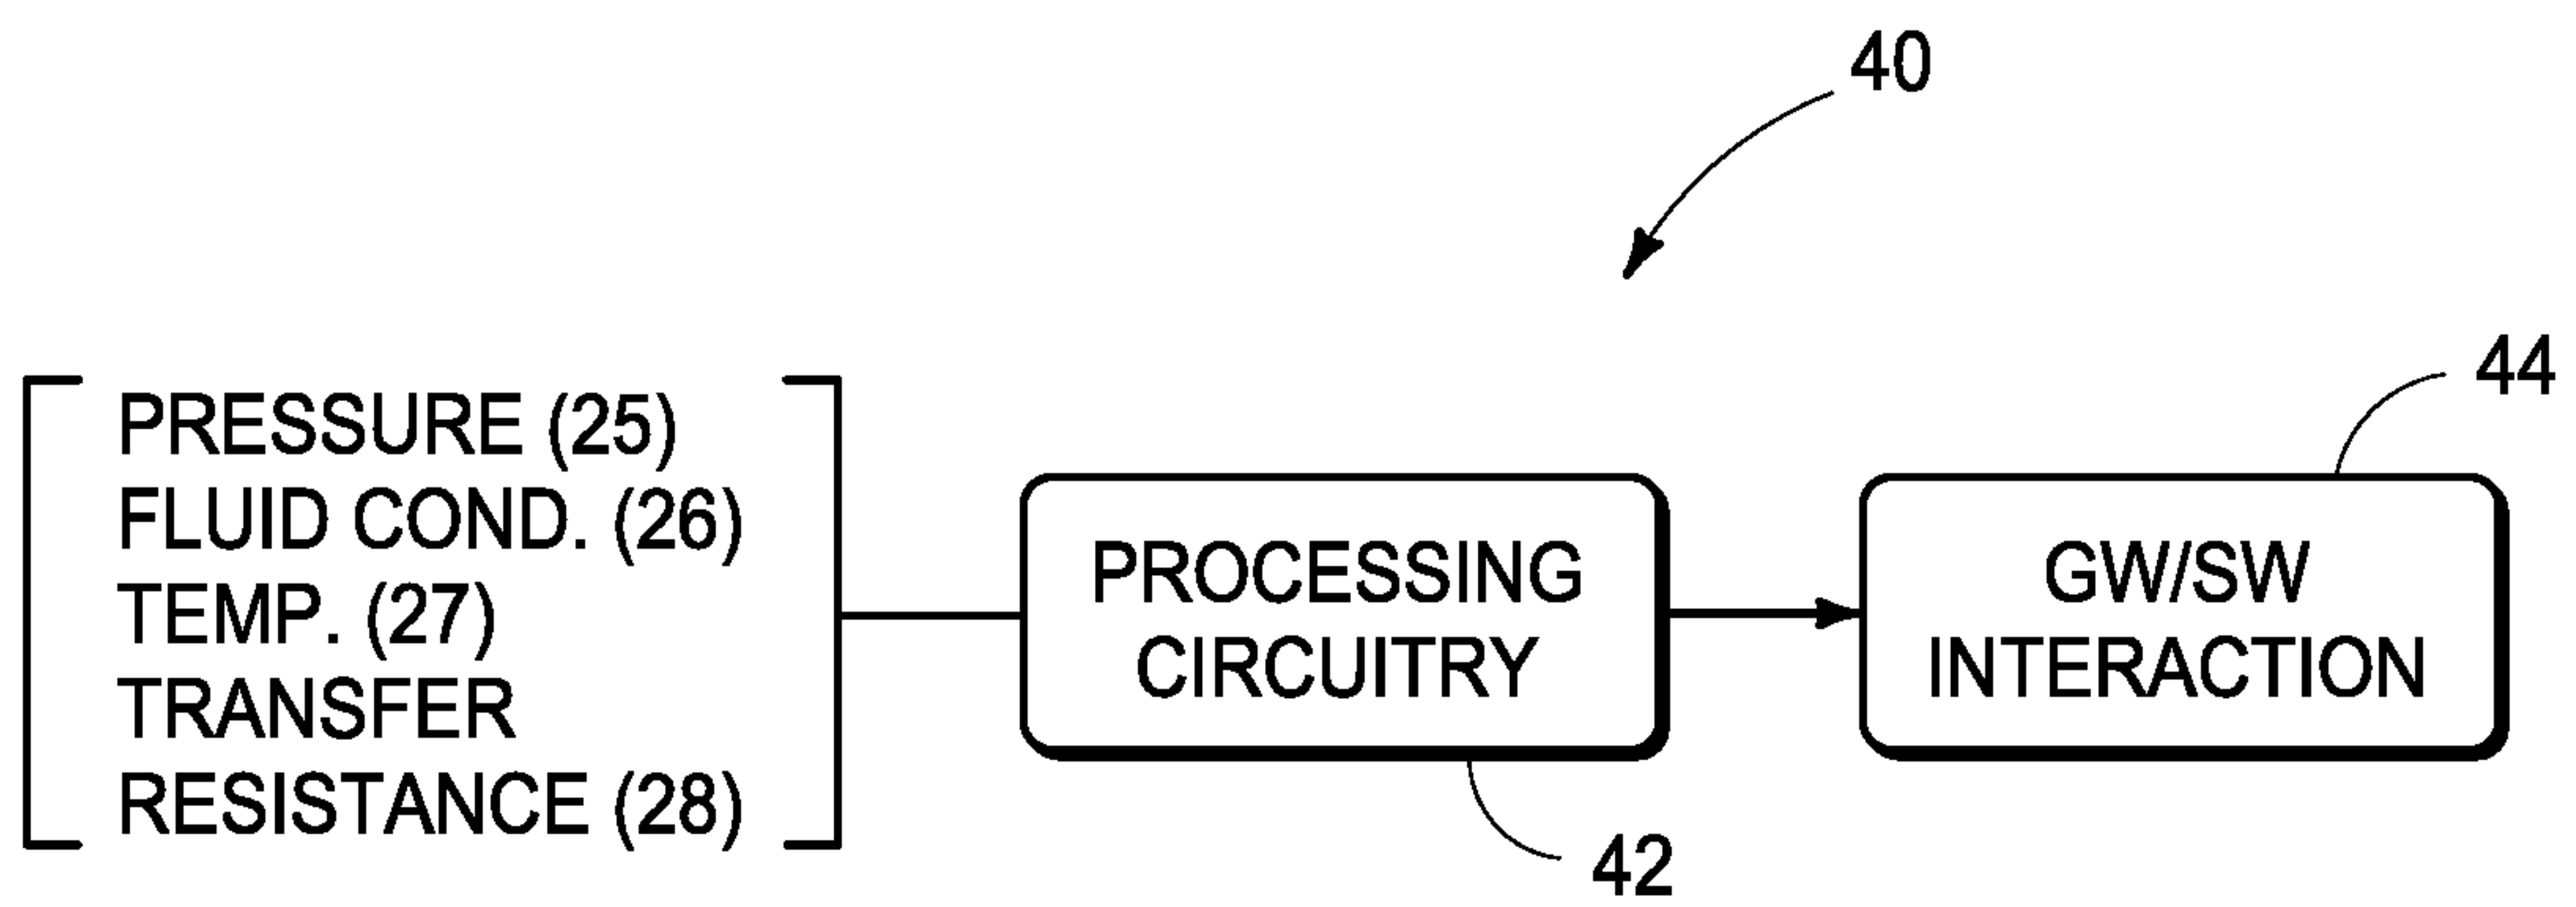 40
44
PRESSURE (25)
FLUID COND. (26)
TEMP. (27)
TRANSFER
RESISTANCE (28)
PROCESSING
CIRCUITRY
GW/SW
INTERACTION
42